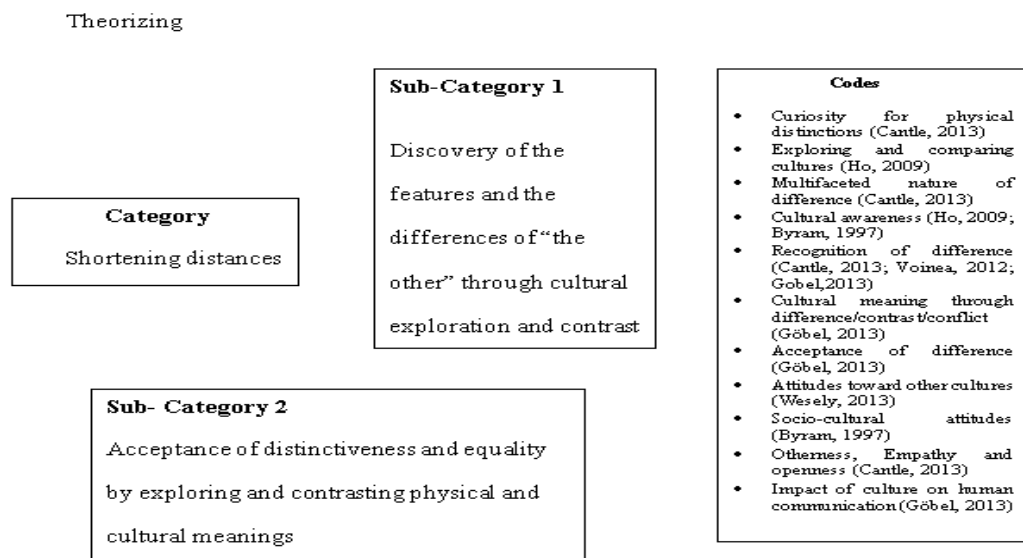 Theorizing
Category
Shortening distances
Sub-Category 1
Discovery of the
features and the
differences of “the
other” through cultural
exploration and contrast
Sub- Category 2
Acceptance of distinctiveness and equality
by exploring and contrasting physical and
cultural meanings
Codes
• Curiosity for physical
distinctions (Cantle, 2013)
• Exploring and comparing
cultures (Ho, 2009)
• Multifaceted nature of
difference (Cantle, 2013)
• Cultural awareness (Ho, 2009;
Byram, 1997)
• Recognition of difference
(Cantle, 2013; Voinea, 2012;
Gobel,2013)
• Cultural meaning through
difference/contrast/conflict
(Göbel, 2013)
• Acceptance of difference
(Göbel, 2013)
• Attitudes toward other cultures
(Wesely, 2013)
• Socio-cultural attitudes
(Byram, 1997)
• Otherness, Empathy and
openness (Cantle, 2013)
• Impact of culture on human
communication (Göbel, 2013)